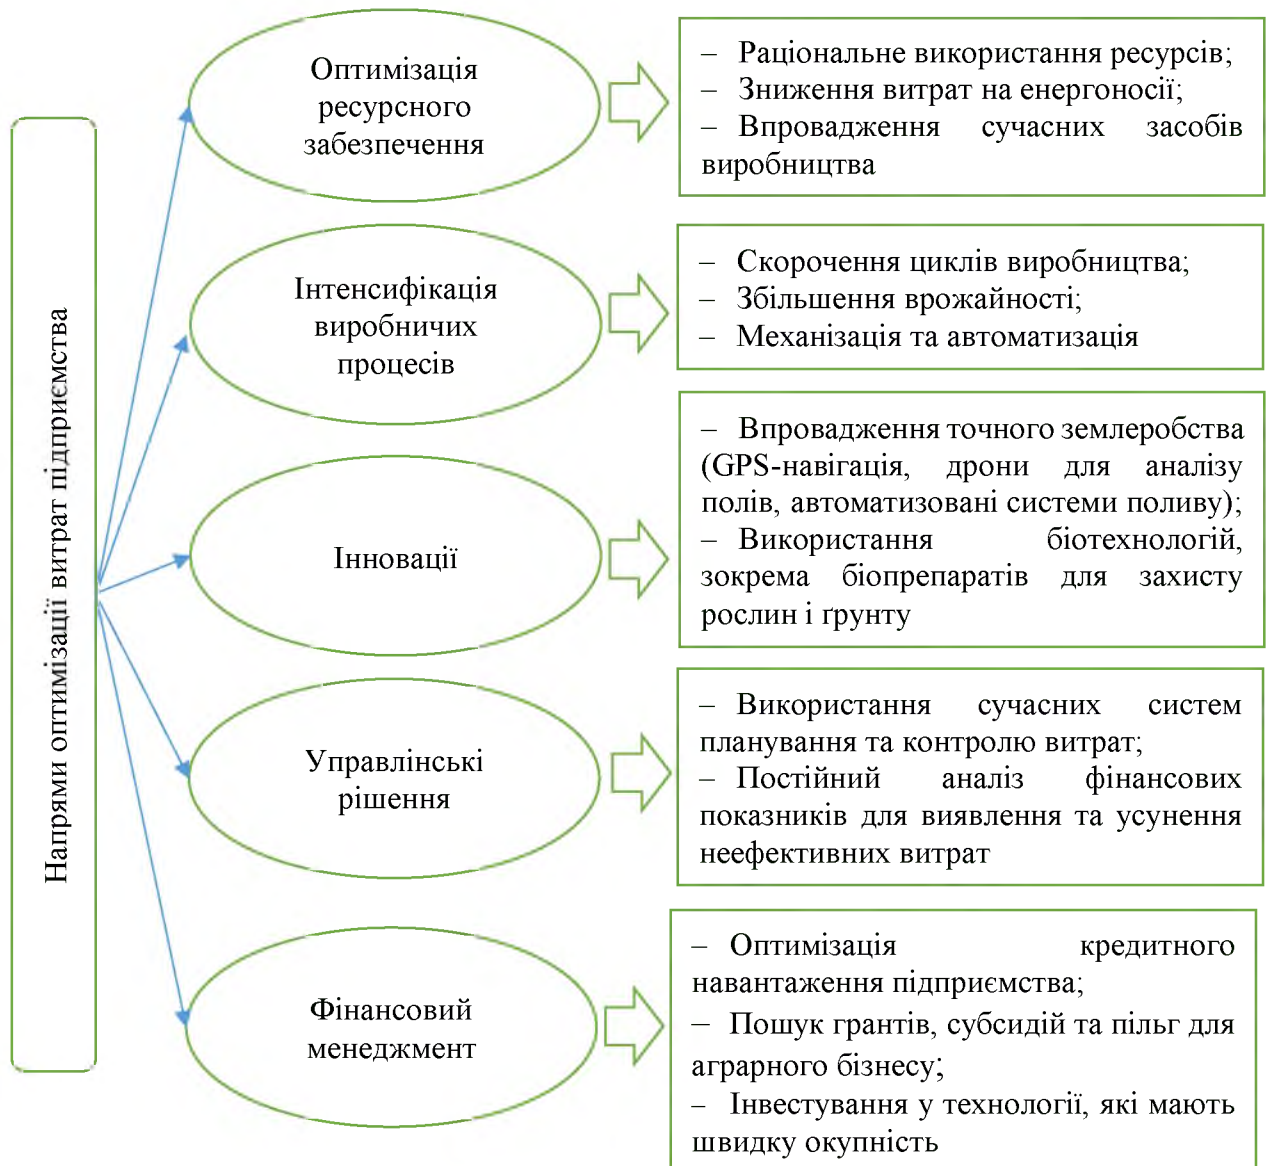 Напрями оптимізації витрат підприємства
Оптимізація
ресурсного
забезпечення
– Раціональне використання ресурсів;
– Зниження витрат на енергоносії;
– Впровадження сучасних засобів
виробництва
Інтенсифікація
виробничих
процесів
– Скорочення циклів виробництва;
– Збільшення врожайності;
– Механізація та автоматизація
Інновації
– Впровадження точного землеробства
(GPS-навігація, дрони для аналізу
полів, автоматизовані системи поливу);
– Використання біотехнологій,
зокрема біопрепаратів для захисту
рослин і ґрунту
Управлінські
рішення
– Використання сучасних систем
планування та контролю витрат;
– Постійний аналіз фінансових
показників для виявлення та усунення
неефективних витрат
Фінансовий
менеджмент
– Оптимізація кредитного
навантаження підприємства;
– Пошук грантів, субсидій та пільг для
аграрного бізнесу;
– Інвестування у технології, які мають
швидку окупність